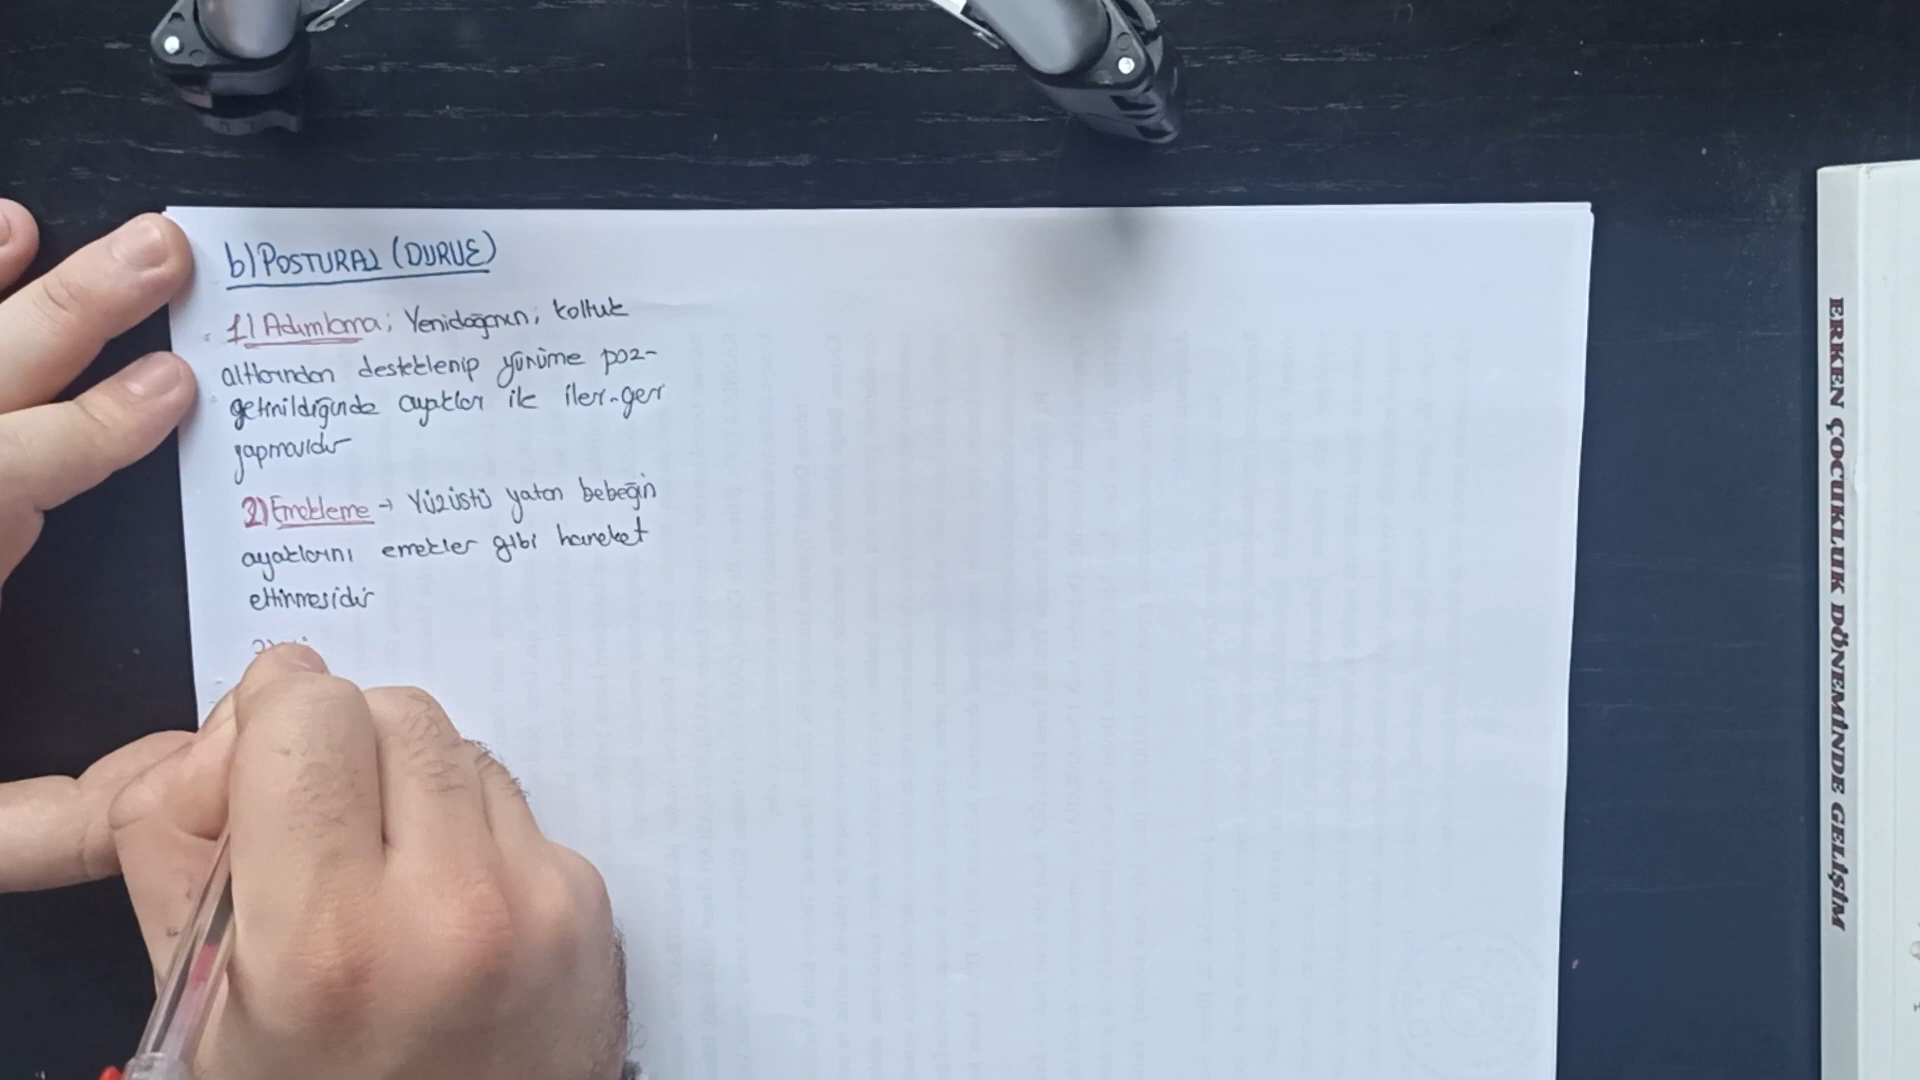 b) POSTURAL (DURUŞ)
1) Adımlama; Yenidoğanın; koltuk
altlarından desteklenip yürüme poz-
getirildiğinde ayaklar ile ileri-geri
yapmasıdır
2) Emekleme → Yüzüstü yatan bebeğin
ayaklarını emekler gibi hareket
ettirmesidir
ERKEN ÇOCUKLUK DÖNEMİNDE GELİŞİM